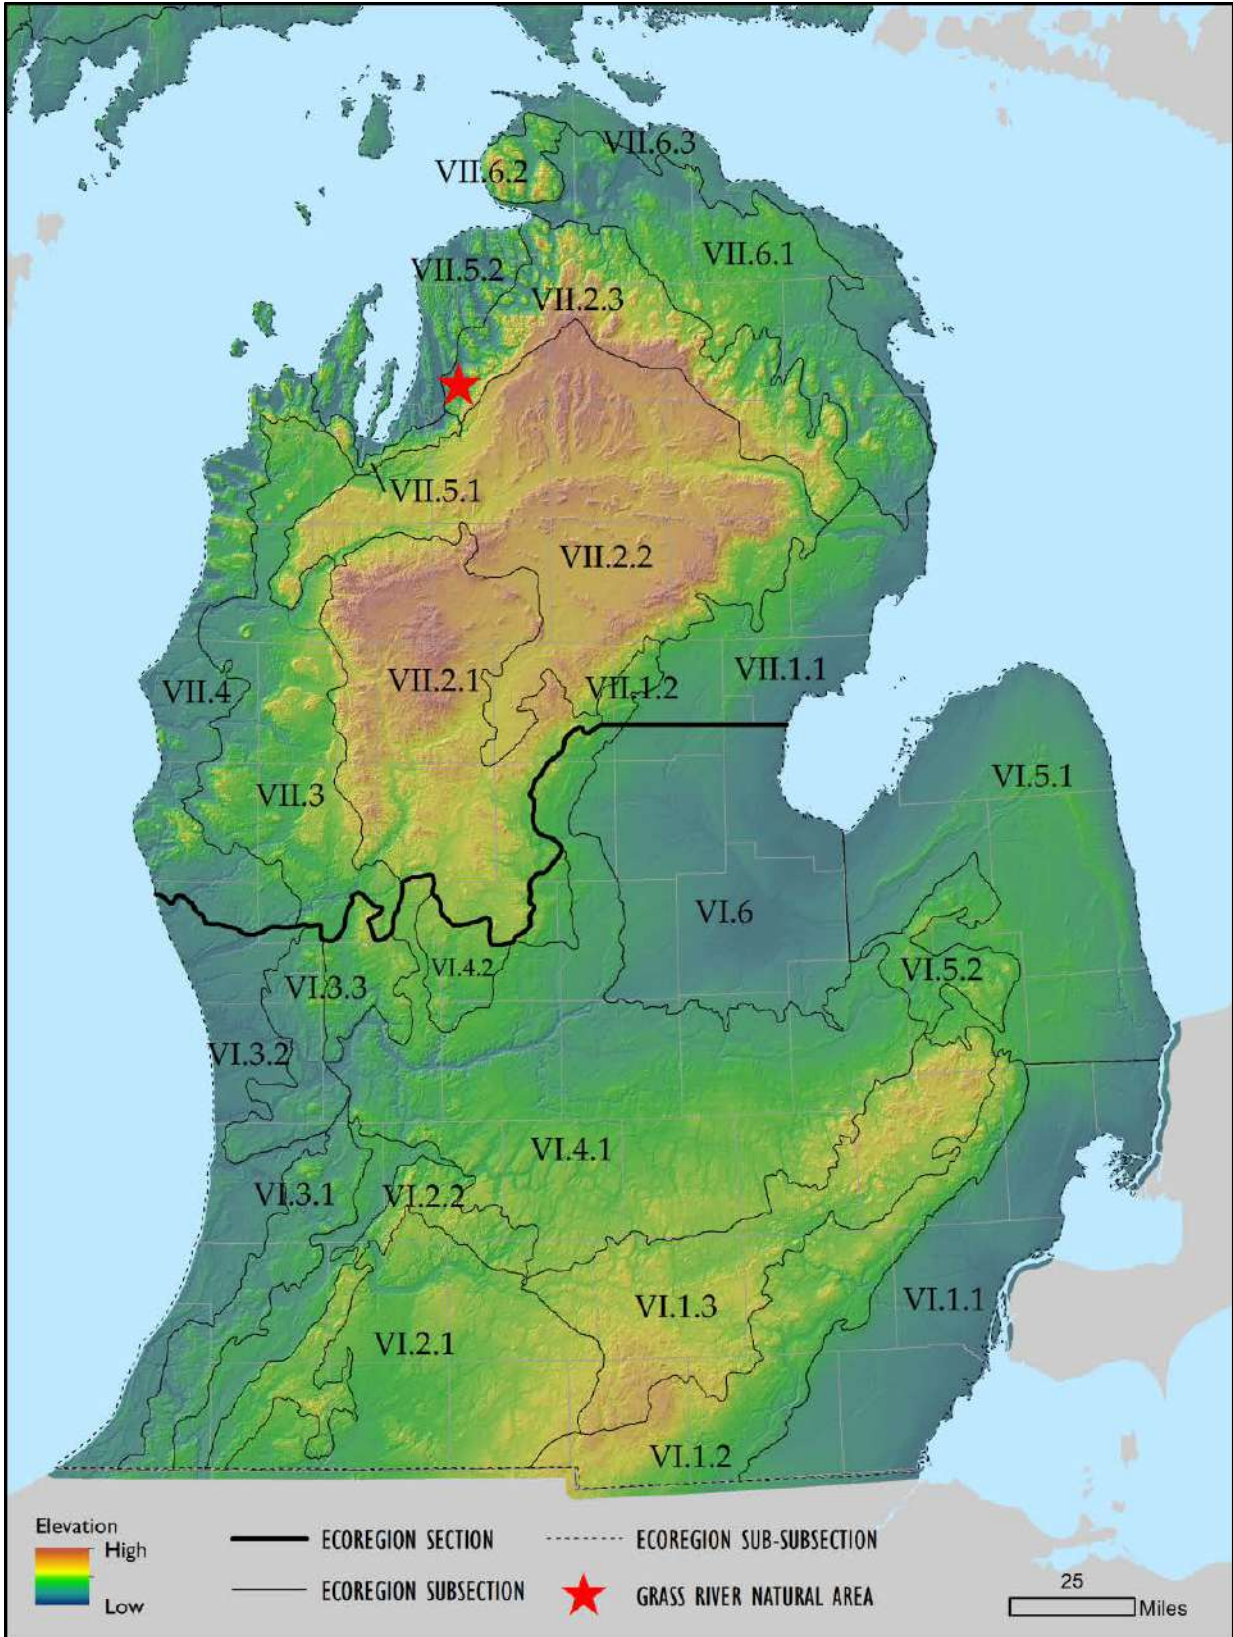 VII.6.3
VII.6.2
VII.6.1
VII.5.2
VII.2.3
VII.5.1
VII.2.2
VII.1.1
VII.2.1
VII.1.2
VII.4
VI.5.1
VII.3
VI.6
VI.4.2
VI.5.2
VI.3.3
VI.3.2
VI.4.1
VI.3.1
VI.2.2
VI.1.3
VI.1.1
VI.2.1
VI.1.2
Elevation
High
Low
ECOREGION SECTION
ECOREGION SUB-SUBSECTION
ECOREGION SUBSECTION
GRASS RIVER NATURAL AREA
25
Miles